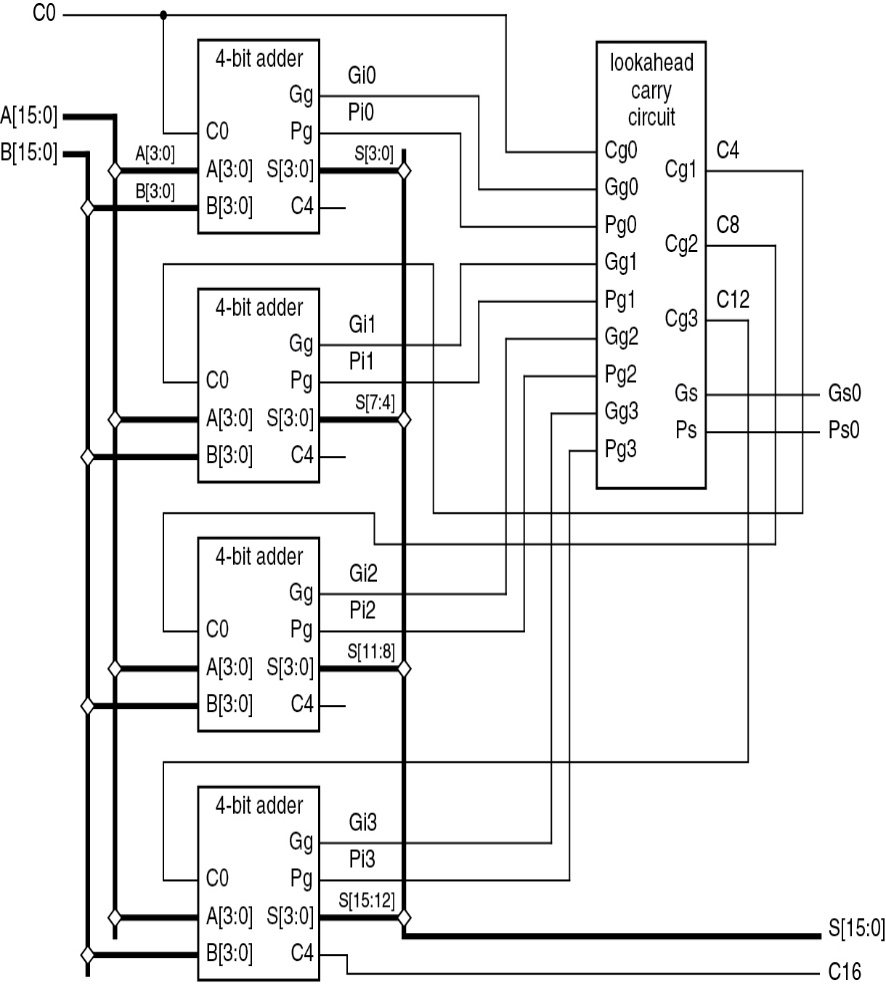 C0
A[15:0]
B[15:0]
4-bit adder
Gg
C0
Pg
A[3:0]
S[3:0]
B[3:0]
C4
A[3:0]
B[3:0]
Gi0
Pi0
S[3:0]
4-bit adder
Gg
C0
Pg
A[3:0]
S[3:0]
B[3:0]
C4
Gi1
Pi1
S[7:4]
4-bit adder
Gg
C0
Pg
A[3:0]
S[3:0]
B[3:0]
C4
Gi2
Pi2
S[11:8]
4-bit adder
Gg
C0
Pg
A[3:0]
S[3:0]
B[3:0]
C4
Gi3
Pi3
S[15:12]
lookahead
carry
circuit
Cg0
Gg0
Pg0
Gg1
Pg1
Gg2
Pg2
Gg3
Pg3
Cg1
Cg2
Cg3
Gs
Ps
C4
C8
C12
Gs0
Ps0
S[15:0]
C16